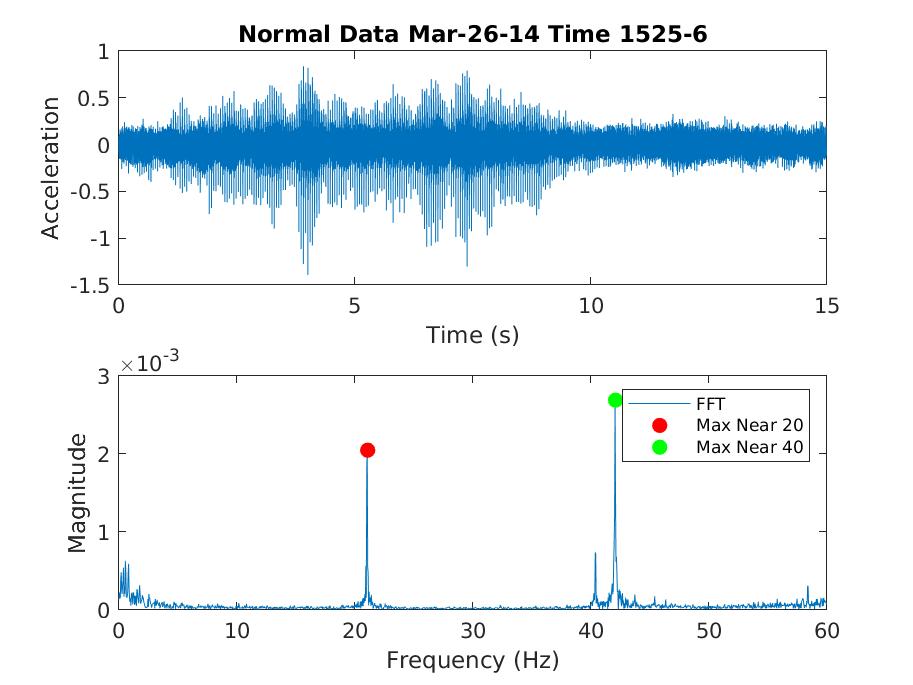 Normal Data Mar-26-14 Time 1525-6
1
0.5
0
-0.5
-1
-1.5
Acceleration
0 5 10 15
Time (s)
×10-3
3
2
1
0
Magnitude
FFT
Max Near 20
Max Near 40
0 10 20 30 40 50 60
Frequency (Hz)